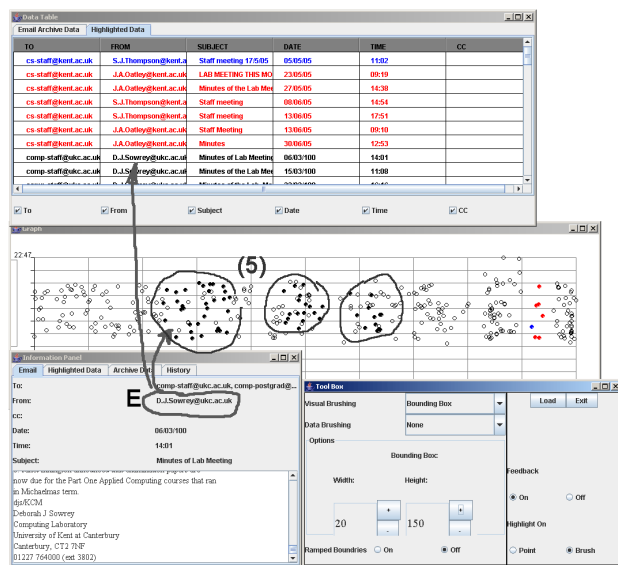 Data Table
Email Archive Data Highlighted Data
TO FROM SUBJECT DATE TIME CC
cs-staff@kent.ac.uk S.J.Thompson@kent.a Staff meeting 17/5/05 05/05/05 11:02
cs-staff@kent.ac.uk J.A.Oatley@kent.ac.uk LAB MEETING THIS MO 23/05/05 09:19
cs-staff@kent.ac.uk J.A.Oatley@kent.ac.uk Minutes of the Lab Mee 27/05/05 14:38
cs-staff@kent.ac.uk S.J.Thompson@kent.a Staff meeting 08/06/05 14:54
cs-staff@kent.ac.uk S.J.Thompson@kent.a Staff meeting 13/06/05 17:51
cs-staff@kent.ac.uk J.A.Oatley@kent.ac.uk Staff Meeting 13/06/05 09:10
cs-staff@kent.ac.uk J.A.Oatley@kent.ac.uk Minutes 30/06/05 12:53
comp-staff@ukc.ac.uk D.J.Sowrey@ukc.ac.uk Minutes of Lab Meeting 06/03/100 14:01
comp-staff@ukc.ac.uk D.J.Sowrey@ukc.ac.uk Minutes of the Lab Mee 15/03/100 11:08
To From Subject Date Time CC
Graph
22:47
(5)
Information Panel
Email Highlighted Data Archive Data History
To: comp-staff@ukc.ac.uk, comp-postgrad@...
E
From: D.J.Sowrey@ukc.ac.uk
cc:
Date: 06/03/100
Time: 14:01
Subject: Minutes of Lab Meeting
now due for the Part One Applied Computing courses that ran
in Michaelmas term.
djs/KCM
Deborah J Sowrey
Computing Laboratory
University of Kent at Canterbury
Canterbury, CT2 7NF
01227 764000 (ext 3802)
Tool Box
Visual Brushing Bounding Box Load Exit
Data Brushing None
Options
Bounding Box:
Width: Height:
20 + - 150 + -
Ramped Boundries On Off
Feedback
On Off
Highlight On
Point Brush